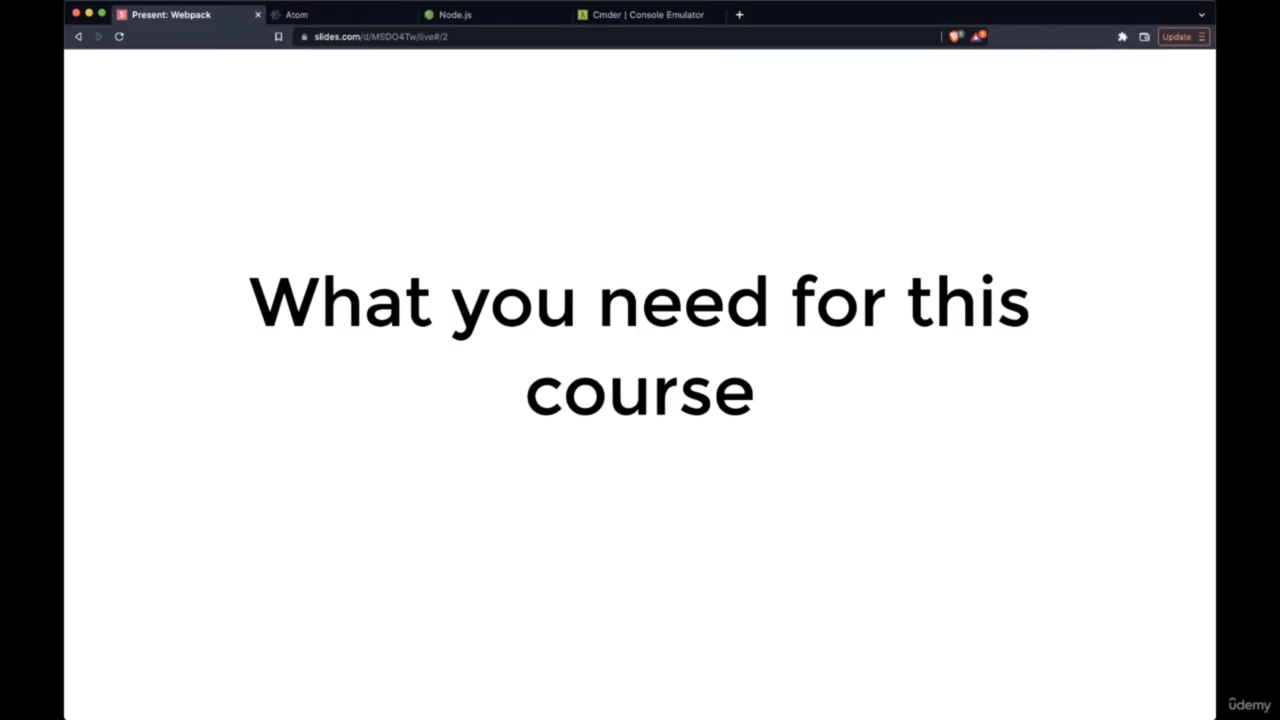 Present: Webpack
Atom
Node.js
Cmder | Console Emulator
slides.com/d/MSDO4Tw/live#/2
Update
What you need for this
course
ûdemy